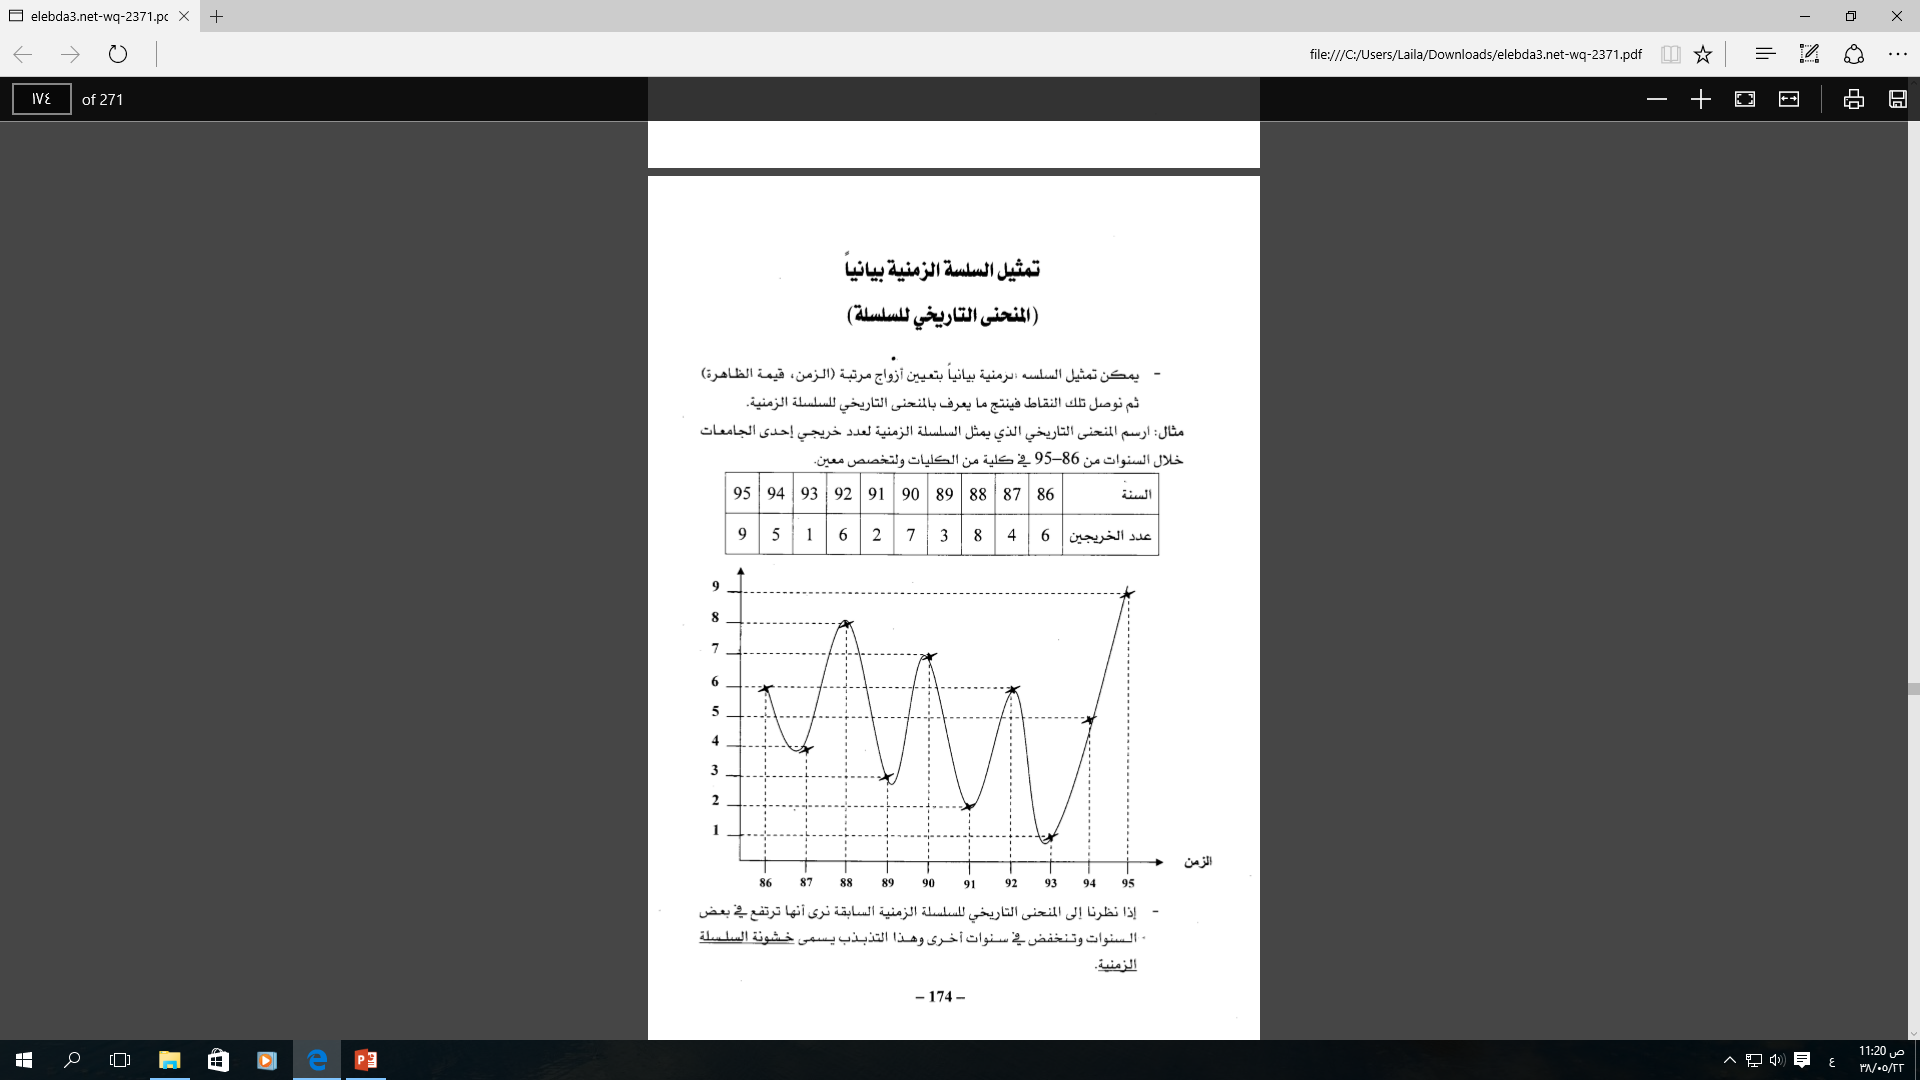 elebda3.net-wq-2371.pc
file:///C:/Users/Laila/Downloads/elebda3.net-wq-2371.pdf
١٧٤ of 271
تمثيل السلسة الزمنية بيانياً
(المنحنى التاريخي للسلسلة)
- يمكن تمثيل السلسه بيانياً بتعيين أزواج مرتبة (الزمن، قيمة الظاهرة)
ثم نوصل تلك النقاط فينتج ما يعرف بالمنحنى التاريخي للسلسلة الزمنية.
مثال: ارسم المنحنى التاريخي الذي يمثل السلسلة الزمنية لعدد خريجي إحدى الجامعات
خلال السنوات من 86–95 في كلية من الكليات ولتخصص معين.
السنة 86 87 88 89 90 91 92 93 94 95
عدد الخريجين 6 4 8 3 7 2 6 1 5 9
9
8
7
6
5
4
3
2
1
الزمن
86 87 88 89 90 91 92 93 94 95
- إذا نظرنا إلى المنحنى التاريخي للسلسلة الزمنية السابقة نرى أنها ترتفع في بعض
السنوات وتنخفض في سنوات أخرى وهذا التذبذب يسمى خشونة السلسلة
الزمنية.
– 174 –
ع
11:20 ص
٣٨/٠٥/٢٢